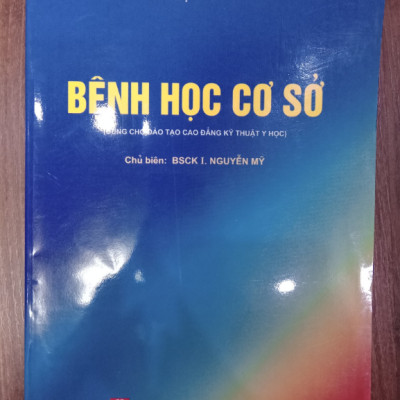 BỆNH HỌC CƠ SỞ
(DÙNG CHO ĐÀO TẠO CAO ĐẲNG KỸ THUẬT Y HỌC)
Chủ biên: BSCK I. NGUYỄN MỸ